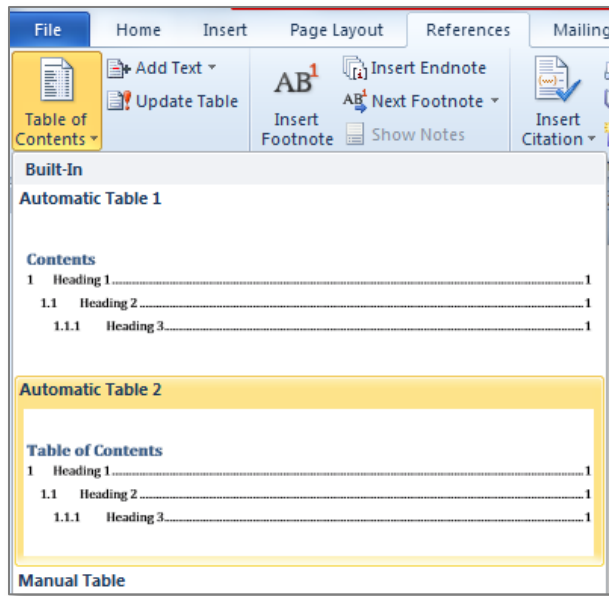 File Home Insert Page Layout References Mailing
Add Text
Update Table
Table of
Contents
AB1
Insert
Footnote
Insert Endnote
AB1 Next Footnote
Show Notes
Insert
Citation
Built-In
Automatic Table 1
Contents
1 Heading 1........................................1
1.1 Heading 2........................................1
1.1.1 Heading 3........................................1
Automatic Table 2
Table of Contents
1 Heading 1........................................1
1.1 Heading 2........................................1
1.1.1 Heading 3........................................1
Manual Table